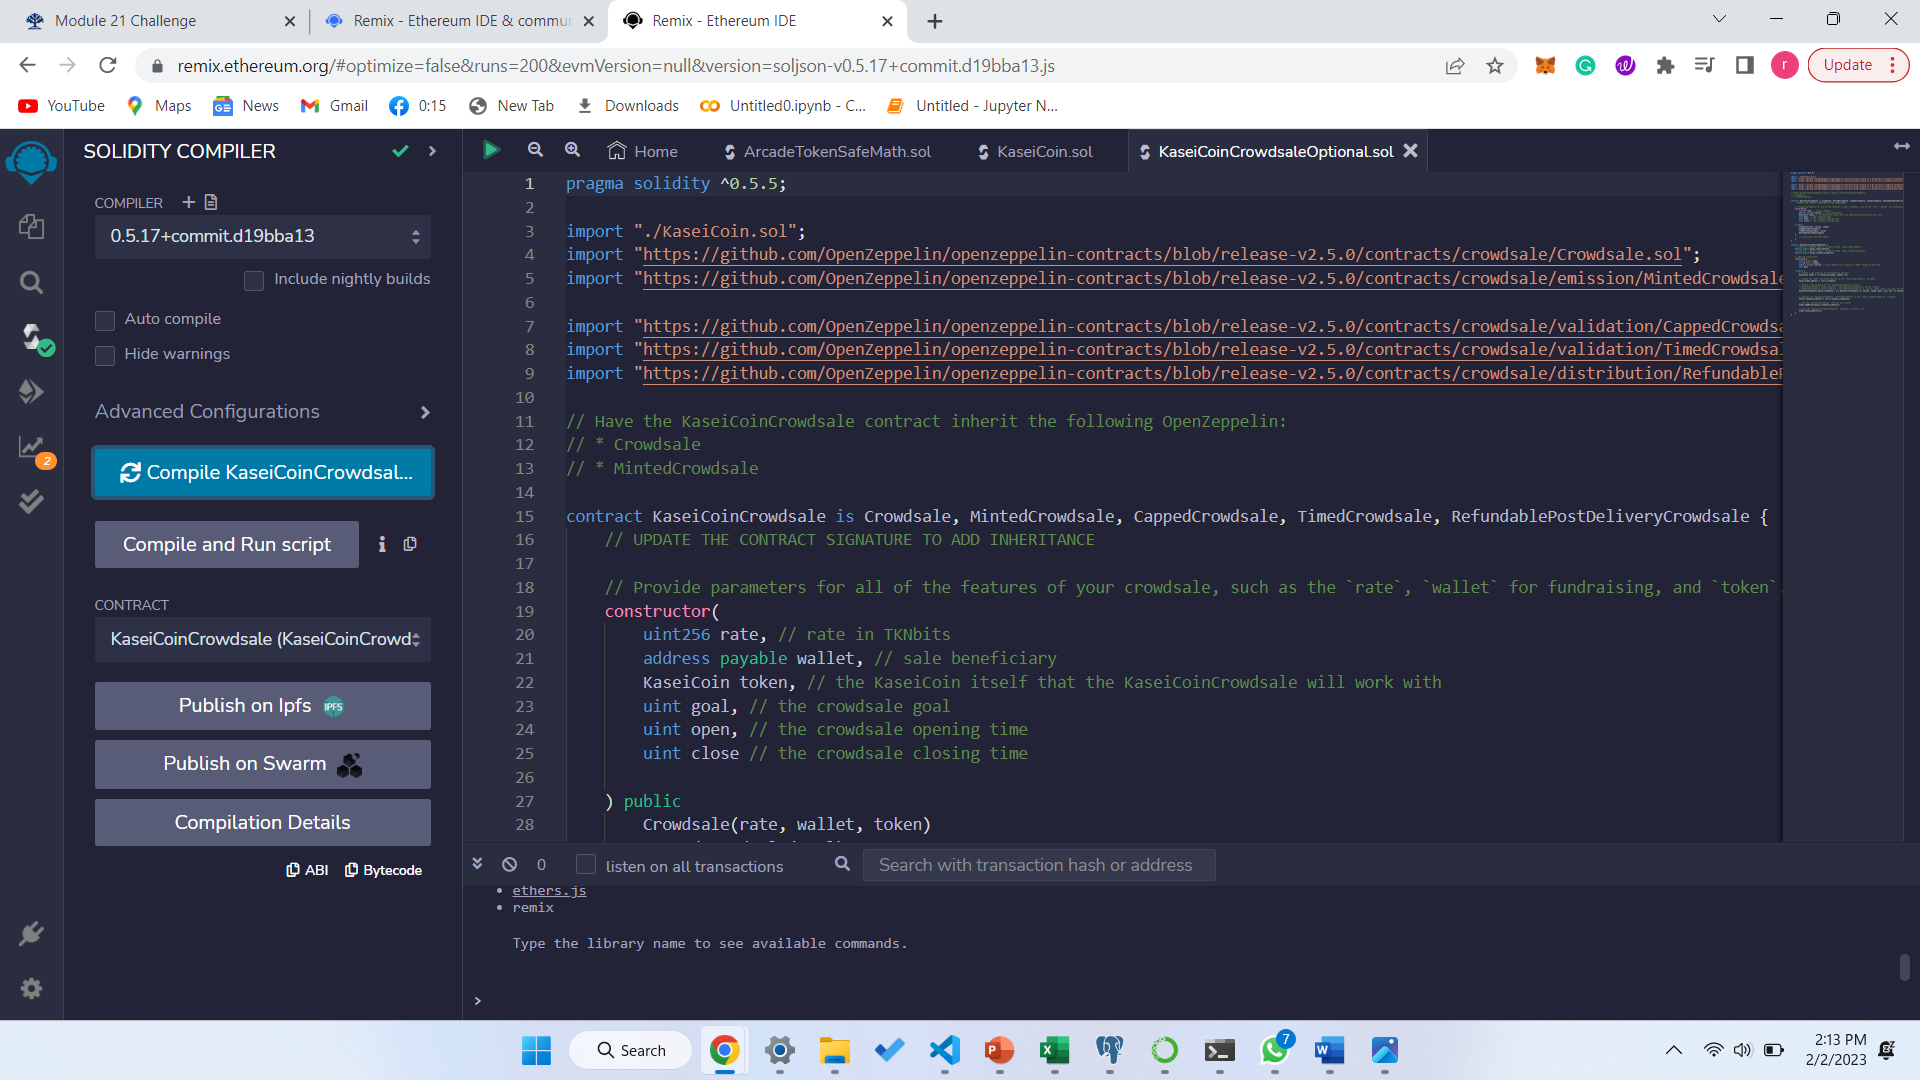 Module 21 Challenge
Remix - Ethereum IDE & commun
Remix - Ethereum IDE
remix.ethereum.org/#optimize=false&runs=200&evmVersion=null&version=soljson-v0.5.17+commit.d19bba13.js
r
Update
YouTube
Maps
News
Gmail
0:15
New Tab
Downloads
Untitled0.ipynb - C...
Untitled - Jupyter N...
SOLIDITY COMPILER
COMPILER
0.5.17+commit.d19bba13
Include nightly builds
Auto compile
Hide warnings
Advanced Configurations
Compile KaseiCoinCrowdsal...
Compile and Run script
CONTRACT
KaseiCoinCrowdsale (KaseiCoinCrowd
Publish on Ipfs
IPFS
Publish on Swarm
Compilation Details
ABI
Bytecode
2
Home
ArcadeTokenSafeMath.sol
KaseiCoin.sol
KaseiCoinCrowdsaleOptional.sol
1 pragma solidity ^0.5.5;
2
3 import "./KaseiCoin.sol";
4 import "https://github.com/OpenZeppelin/openzeppelin-contracts/blob/release-v2.5.0/contracts/crowdsale/Crowdsale.sol";
5 import "https://github.com/OpenZeppelin/openzeppelin-contracts/blob/release-v2.5.0/contracts/crowdsale/emission/MintedCrowdsale
6
7 import "https://github.com/OpenZeppelin/openzeppelin-contracts/blob/release-v2.5.0/contracts/crowdsale/validation/CappedCrowdsa
8 import "https://github.com/OpenZeppelin/openzeppelin-contracts/blob/release-v2.5.0/contracts/crowdsale/validation/TimedCrowdsal
9 import "https://github.com/OpenZeppelin/openzeppelin-contracts/blob/release-v2.5.0/contracts/crowdsale/distribution/RefundableP
10
11 // Have the KaseiCoinCrowdsale contract inherit the following OpenZeppelin:
12 // * Crowdsale
13 // * MintedCrowdsale
14
15 contract KaseiCoinCrowdsale is Crowdsale, MintedCrowdsale, CappedCrowdsale, TimedCrowdsale, RefundablePostDeliveryCrowdsale {
16 // UPDATE THE CONTRACT SIGNATURE TO ADD INHERITANCE
17
18 // Provide parameters for all of the features of your crowdsale, such as the `rate`, `wallet` for fundraising, and `token`.
19 constructor(
20 uint256 rate, // rate in TKNbits
21 address payable wallet, // sale beneficiary
22 KaseiCoin token, // the KaseiCoin itself that the KaseiCoinCrowdsale will work with
23 uint goal, // the crowdsale goal
24 uint open, // the crowdsale opening time
25 uint close // the crowdsale closing time
26
27 ) public
28 Crowdsale(rate, wallet, token)
0
listen on all transactions
Search with transaction hash or address
• ethers.js
• remix
Type the library name to see available commands.
>
Search
7
2:13 PM
2/2/2023